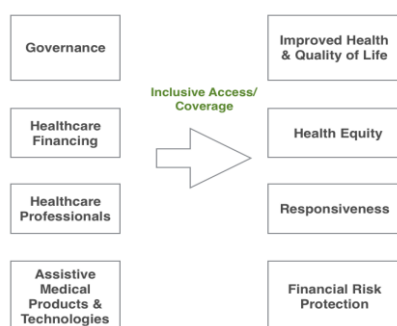 Governance
Healthcare
Financing
Healthcare
Professionals
Assistive
Medical
Products &
Technologies
Inclusive Access/
Coverage
Improved Health
& Quality of Life
Health Equity
Responsiveness
Financial Risk
Protection